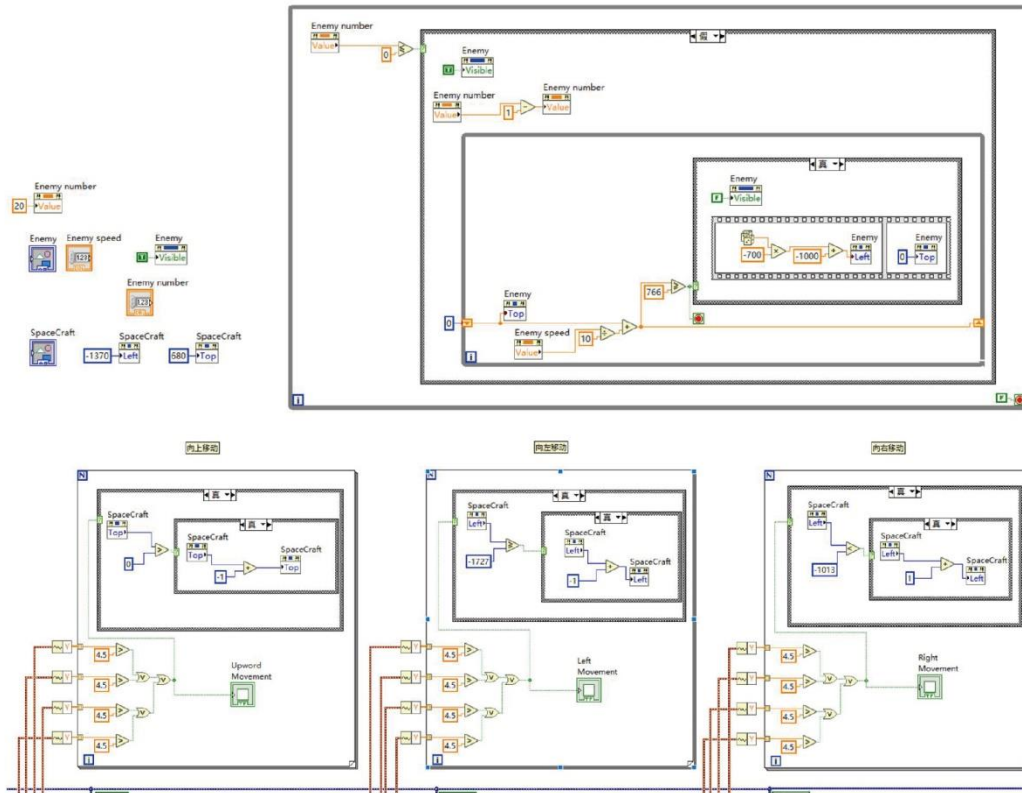 Enemy number
Value
0
假
Enemy
Visible
Enemy number
Value
1
Enemy number
Value
真
Enemy
Visible
F
-700
-1000
Enemy
Left
0
Enemy
Top
766
0
Enemy
Top
Enemy speed
Value
10
i
i
F
Enemy number
20
Value
Enemy
Enemy speed
1.23
Enemy
Visible
Enemy number
1.23
SpaceCraft
SpaceCraft
-1370
Left
SpaceCraft
680
Top
向上移动
N
真
SpaceCraft
Top
0
真
SpaceCraft
Top
-1
SpaceCraft
Top
4.5
4.5
4.5
4.5
Upword
Movement
i
向左移动
N
真
SpaceCraft
Left
-1727
真
SpaceCraft
Left
-1
SpaceCraft
Left
4.5
4.5
4.5
4.5
Left
Movement
i
向右移动
N
真
SpaceCraft
Left
-1013
真
SpaceCraft
Left
1
SpaceCraft
Left
4.5
4.5
4.5
4.5
Right
Movement
i